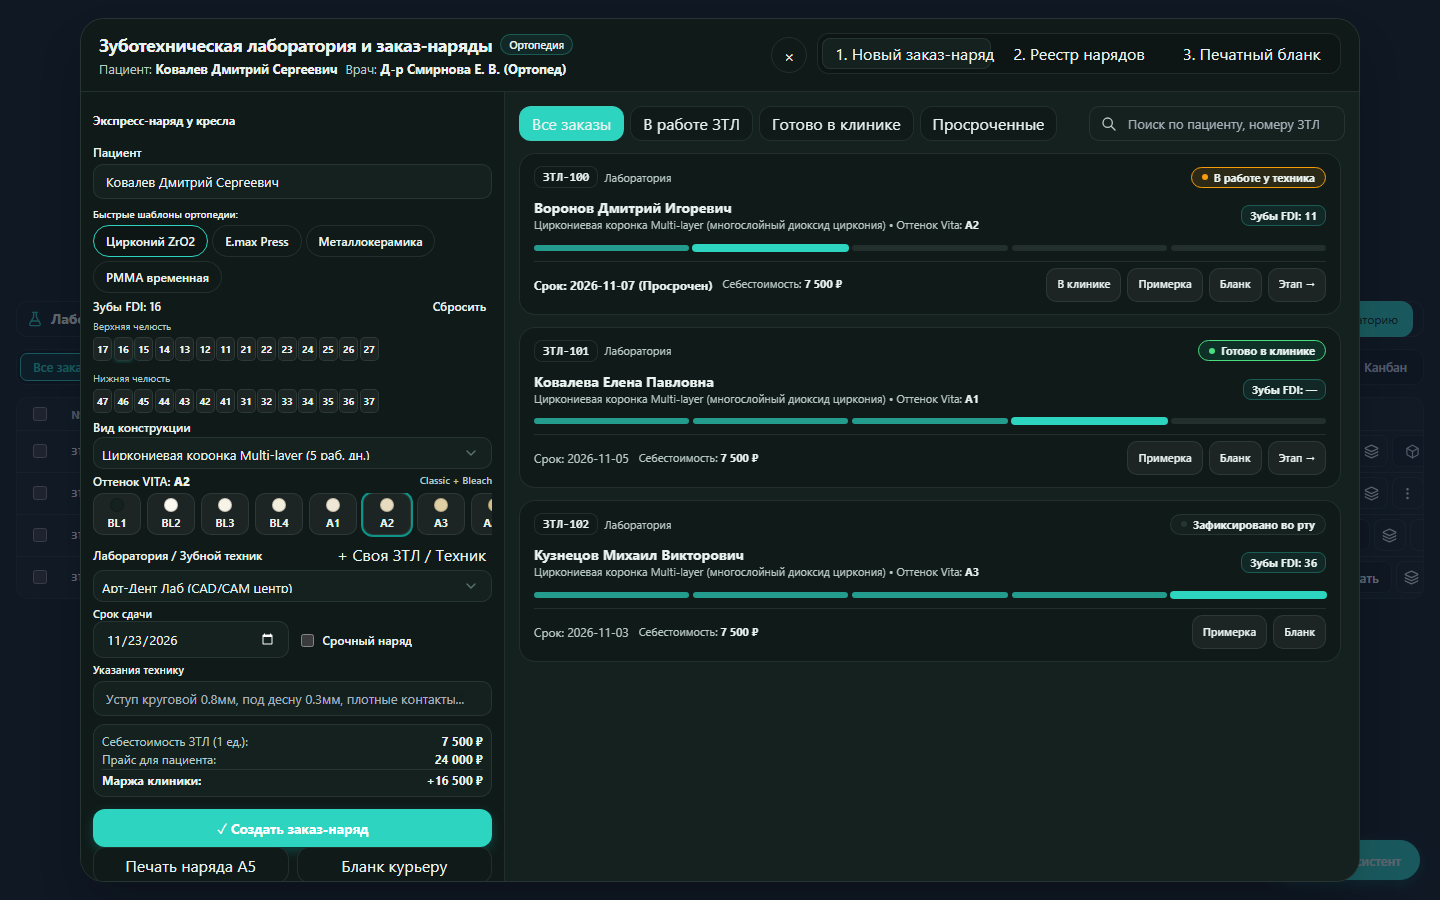 Зуботехническая лаборатория и заказ-наряды Ортопедия
Пациент: Ковалев Дмитрий Сергеевич Врач: Д-р Смирнова Е. В. (Ортопед)
× 1. Новый заказ-наряд 2. Реестр нарядов 3. Печатный бланк
Экспресс-наряд у кресла
Пациент
Ковалев Дмитрий Сергеевич
Быстрые шаблоны ортопедии:
Цирконий ZrO2 E.max Press Металлокерамика
PMMA временная
Зубы FDI: 16 Сбросить
Верхняя челюсть
17 16 15 14 13 12 11 21 22 23 24 25 26 27
Нижняя челюсть
47 46 45 44 43 42 41 31 32 33 34 35 36 37
Вид конструкции
Циркониевая коронка Multi-layer (5 раб. дн.)
Оттенок VITA: A2 Classic + Bleach
BL1 BL2 BL3 BL4 A1 A2 A3
Лаборатория / Зубной техник + Своя ЗТЛ / Техник
Арт-Дент Лаб (CAD/CAM центр)
Срок сдачи
11/23/2026 Срочный наряд
Указания технику
Уступ круговой 0.8мм, под десну 0.3мм, плотные контакты...
Себестоимость ЗТЛ (1 ед.): 7 500 ₽
Прайс для пациента: 24 000 ₽
Маржа клиники: +16 500 ₽
✓ Создать заказ-наряд
Печать наряда А5 Бланк курьеру
Все заказы В работе ЗТЛ Готово в клинике Просроченные Поиск по пациенту, номеру ЗТЛ
ЗТЛ-100 Лаборатория В работе у техника
Воронов Дмитрий Игоревич Зубы FDI: 11
Циркониевая коронка Multi-layer (многослойный диоксид циркония) • Оттенок Vita: A2
Срок: 2026-11-07 (Просрочен) Себестоимость: 7 500 ₽ В клинике Примерка Бланк Этап →
ЗТЛ-101 Лаборатория Готово в клинике
Ковалева Елена Павловна Зубы FDI: —
Циркониевая коронка Multi-layer (многослойный диоксид циркония) • Оттенок Vita: A1
Срок: 2026-11-05 Себестоимость: 7 500 ₽ Примерка Бланк Этап →
ЗТЛ-102 Лаборатория Зафиксировано во рту
Кузнецов Михаил Викторович Зубы FDI: 36
Циркониевая коронка Multi-layer (многослойный диоксид циркония) • Оттенок Vita: A3
Срок: 2026-11-03 Себестоимость: 7 500 ₽ Примерка Бланк
Канбан